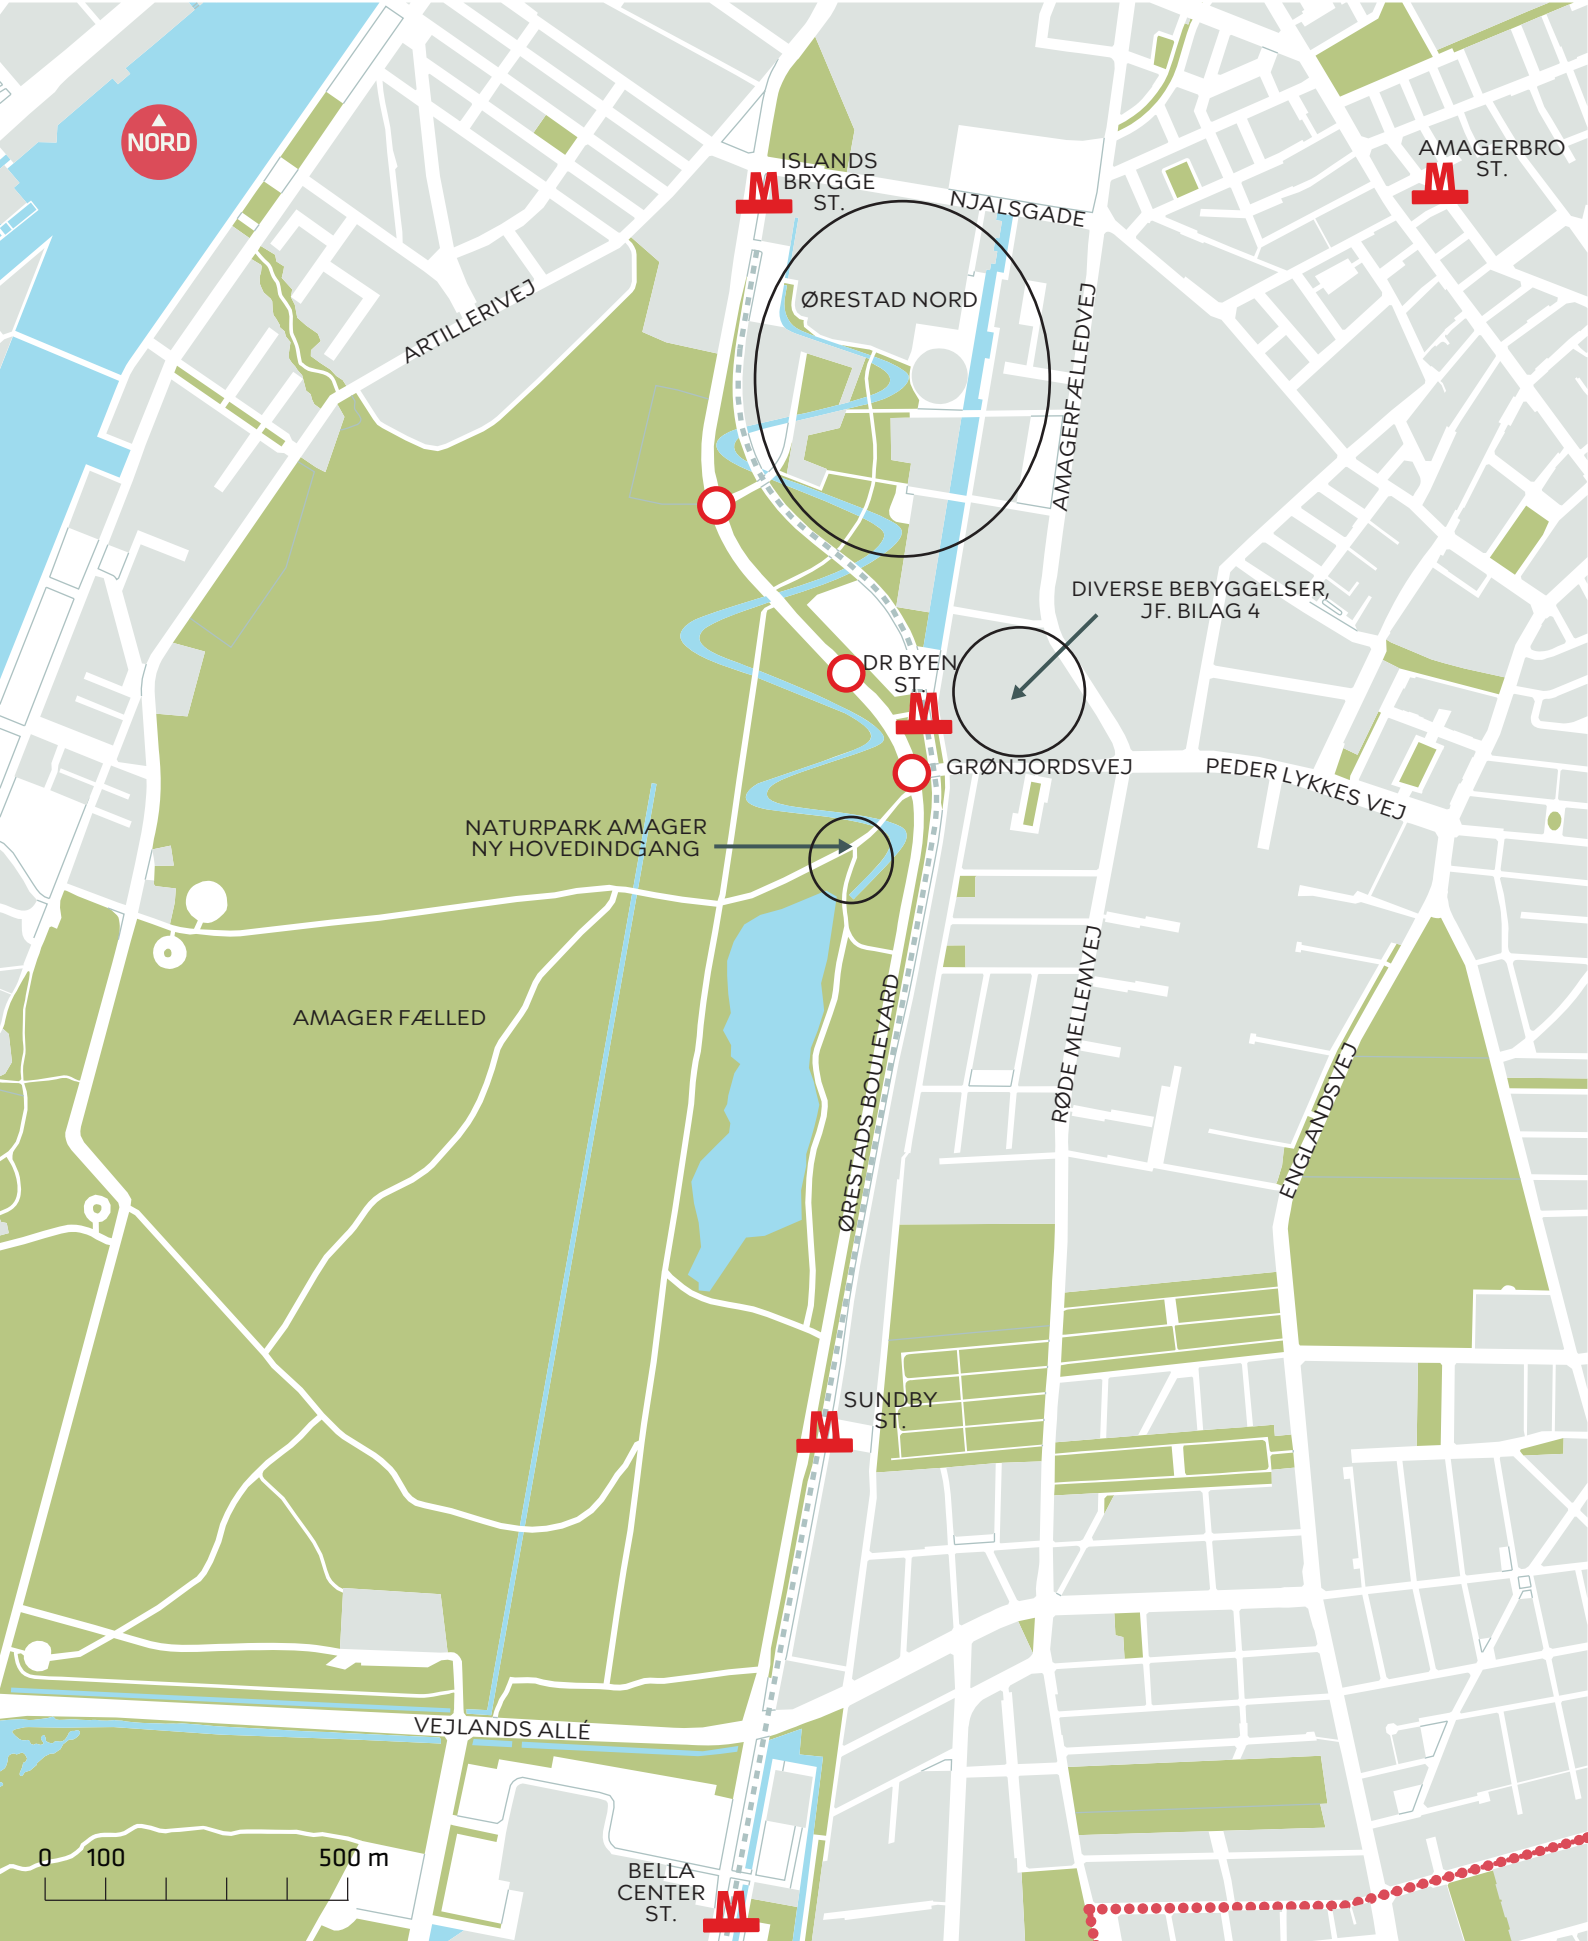 NORD
AMAGERBRO
ST.
ISLANDS
BRYGGE
ST.
M
M
NJALSGADE
ØRESTAD NORD
ARTILLERIVEJ
AMAGERFÆLLEDVEJ
DIVERSE BEBYGGELSER,
JF. BILAG 4
DR BYEN
ST.
M
GRØNJORDSVEJ
PEDER LYKKES VEJ
NATURPARK AMAGER
NY HOVEDINDGANG
AMAGER FÆLLED
ØRESTADS BOULEVARD
RØDE MELLEMVEJ
ENGLANDSVEJ
SUNDBY
ST.
M
VEJLANDS ALLÉ
0 100 500 m
BELLA
CENTER
ST.
M